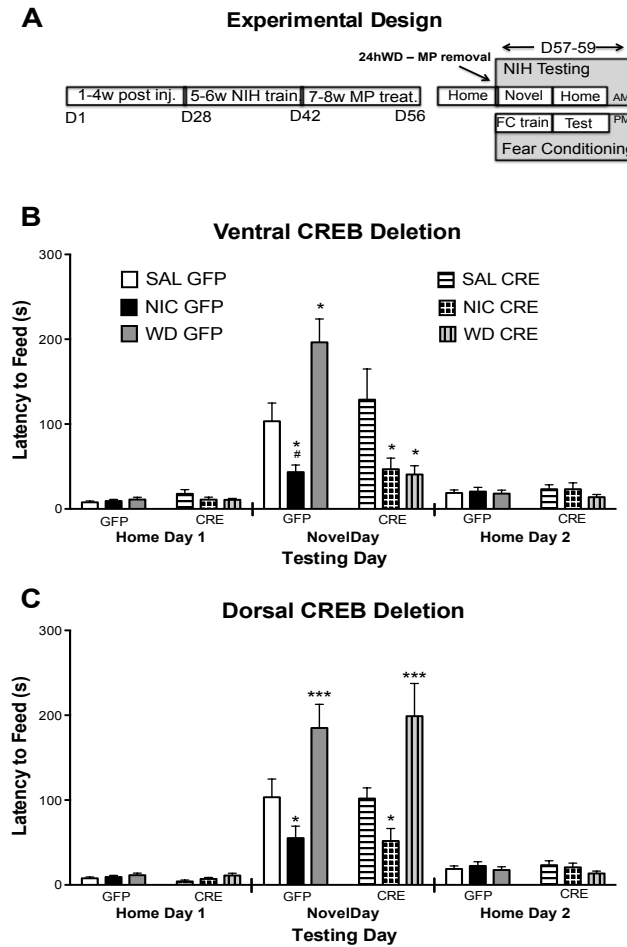 A
Experimental Design
24hWD – MP removal
D57-59
NIH Testing
1-4w post inj.
5-6w NIH train.
7-8w MP treat.
Home
Novel
Home
AM
D1
D28
D42
D56
FC train
Test
PM
Fear Conditioning
B
Ventral CREB Deletion
Latency to Feed (s)
300
200
100
0
SAL GFP
NIC GFP
WD GFP
SAL CRE
NIC CRE
WD CRE
*
*
#
*
*
GFP
CRE
GFP
CRE
GFP
CRE
Home Day 1
NovelDay
Home Day 2
Testing Day
C
Dorsal CREB Deletion
Latency to Feed (s)
300
200
100
0
*
***
*
***
GFP
CRE
GFP
CRE
GFP
CRE
Home Day 1
NovelDay
Home Day 2
Testing Day